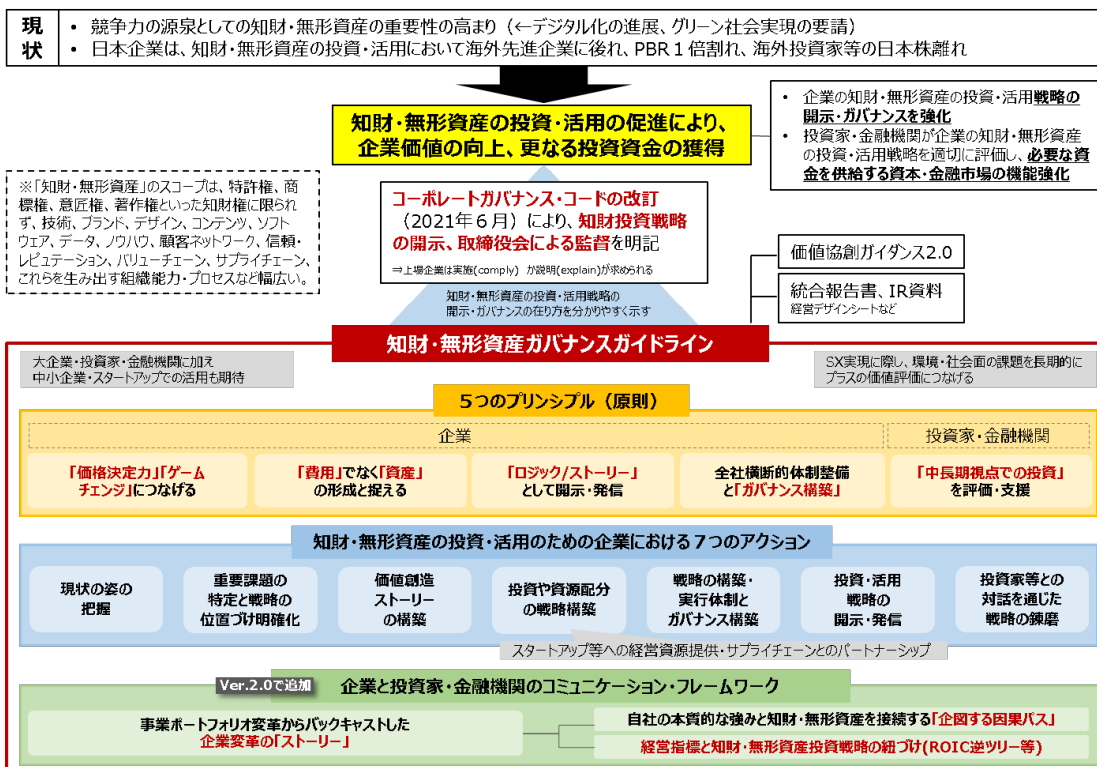 現状
• 競争力の源泉としての知財・無形資産の重要性の高まり（←デジタル化の進展、グリーン社会実現の要請）
• 日本企業は、知財・無形資産の投資・活用において海外先進企業に後れ、PBR１倍割れ、海外投資家等の日本株離れ
知財・無形資産の投資・活用の促進により、
企業価値の向上、更なる投資資金の獲得
• 企業の知財・無形資産の投資・活用戦略の
開示・ガバナンスを強化
• 投資家・金融機関が企業の知財・無形資産
の投資・活用戦略を適切に評価し、必要な資
金を供給する資本・金融市場の機能強化
※「知財・無形資産」のスコープは、特許権、商
標権、意匠権、著作権といった知財権に限られ
ず、技術、ブランド、デザイン、コンテンツ、ソフト
ウェア、データ、ノウハウ、顧客ネットワーク、信頼・
レピュテーション、バリューチェーン、サプライチェーン、
これらを生み出す組織能力・プロセスなど幅広い。
コーポレートガバナンス・コードの改訂
（2021年６月）により、知財投資戦略
の開示、取締役会による監督を明記
⇒上場企業は実施(comply) か説明(explain)が求められる
価値協創ガイダンス2.0
統合報告書、IR資料
経営デザインシートなど
知財・無形資産の投資・活用戦略の
開示・ガバナンスの在り方を分かりやすく示す
知財・無形資産ガバナンスガイドライン
大企業・投資家・金融機関に加え
中小企業・スタートアップでの活用も期待
SX実現に際し、環境・社会面の課題を長期的に
プラスの価値評価につなげる
５つのプリンシプル（原則）
企業
投資家・金融機関
「価格決定力」「ゲーム
チェンジ」につなげる
「費用」でなく「資産」
の形成と捉える
「ロジック/ストーリー」
として開示・発信
全社横断的体制整備
と「ガバナンス構築」
「中長期視点での投資」
を評価・支援
知財・無形資産の投資・活用のための企業における７つのアクション
現状の姿の
把握
重要課題の
特定と戦略の
位置づけ明確化
価値創造
ストーリー
の構築
投資や資源配分
の戦略構築
戦略の構築・
実行体制と
ガバナンス構築
投資・活用
戦略の
開示・発信
投資家等との
対話を通じた
戦略の錬磨
スタートアップ等への経営資源提供・サプライチェーンとのパートナーシップ
Ver.2.0で追加
企業と投資家・金融機関のコミュニケーション・フレームワーク
事業ポートフォリオ変革からバックキャストした
企業変革の「ストーリー」
自社の本質的な強みと知財・無形資産を接続する「企図する因果パス」
経営指標と知財・無形資産投資戦略の紐づけ(ROIC逆ツリー等)